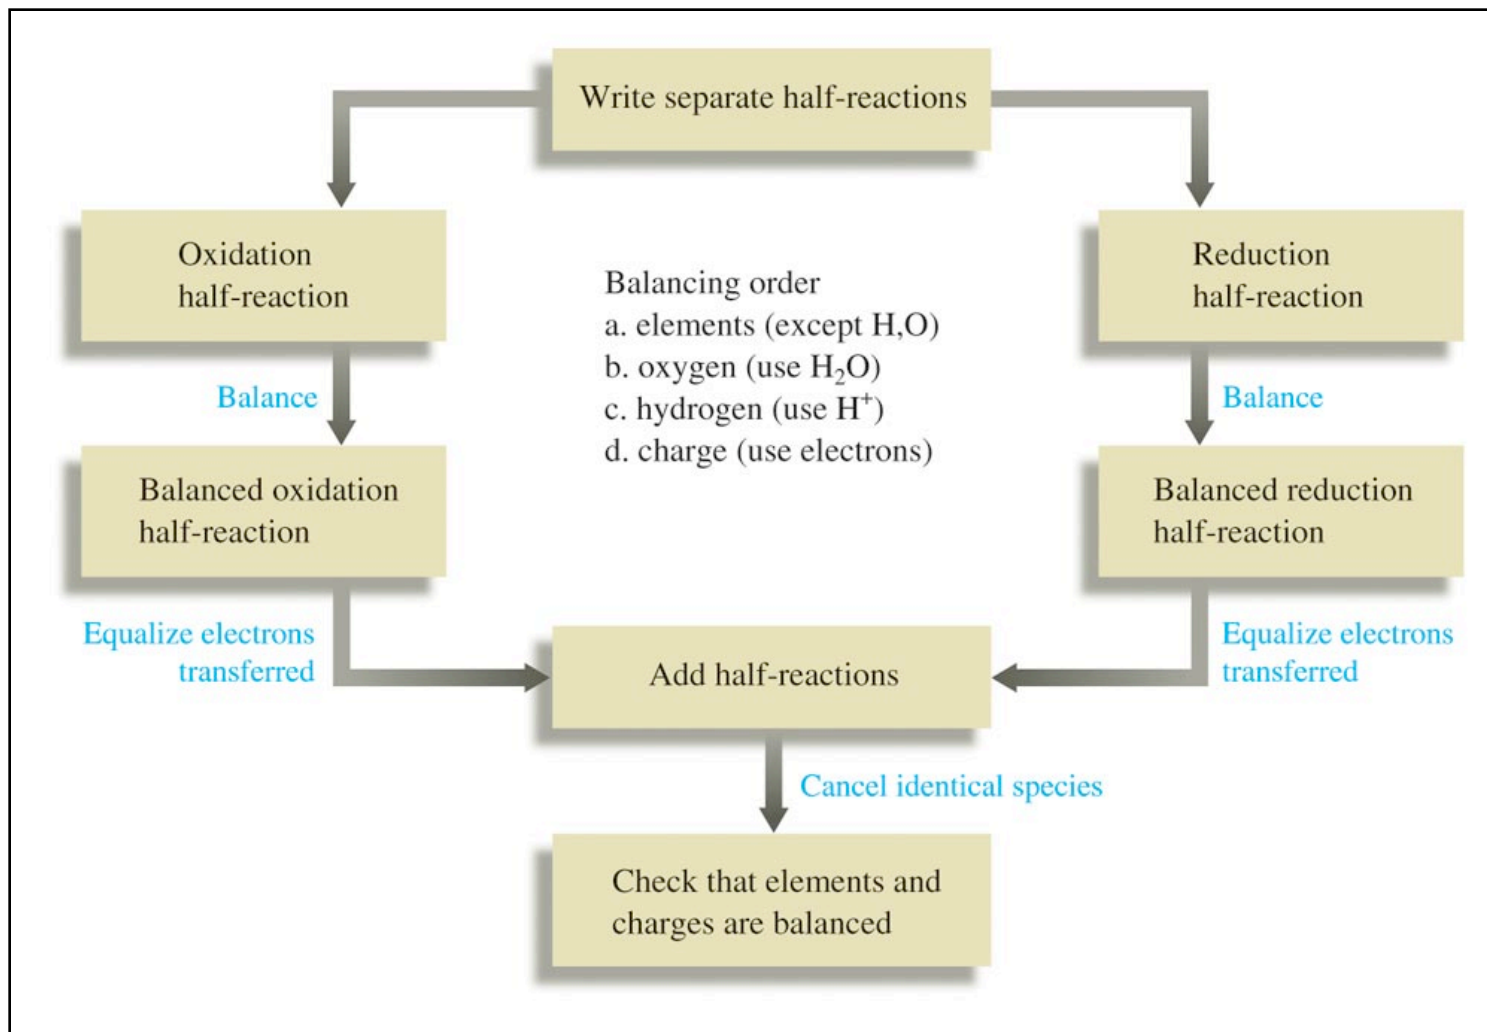 Write separate half-reactions
Oxidation
half-reaction
Reduction
half-reaction
Balancing order
a. elements (except H,O)
b. oxygen (use H₂O)
c. hydrogen (use H⁺)
d. charge (use electrons)
Balance
Balance
Balanced oxidation
half-reaction
Balanced reduction
half-reaction
Equalize electrons
transferred
Equalize electrons
transferred
Add half-reactions
Cancel identical species
Check that elements and
charges are balanced